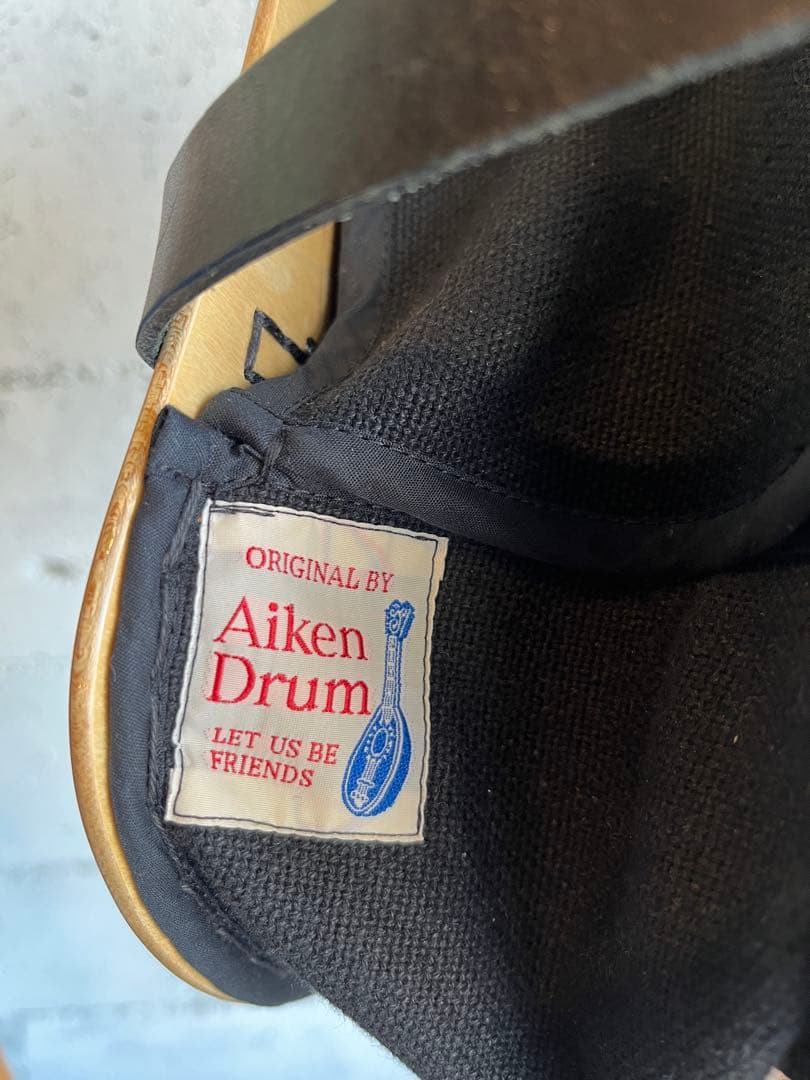 ORIGINAL BY
Aiken
Drum
LET US BE
FRIENDS